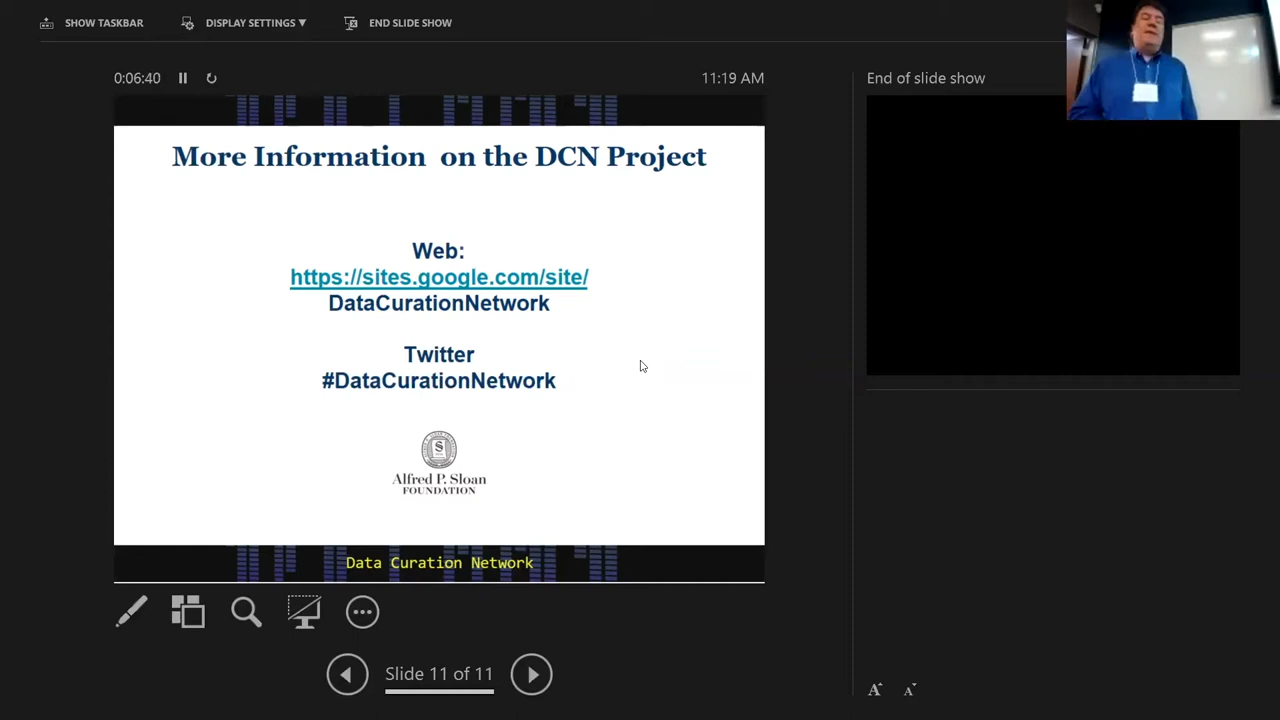 SHOW TASKBAR
DISPLAY SETTINGS ▼
END SLIDE SHOW
0:06:40
11:19 AM
End of slide show
More Information on the DCN Project
Web:
https://sites.google.com/site/
DataCurationNetwork
Twitter
#DataCurationNetwork
Alfred P. Sloan
FOUNDATION
Data Curation Network
Slide 11 of 11
A A